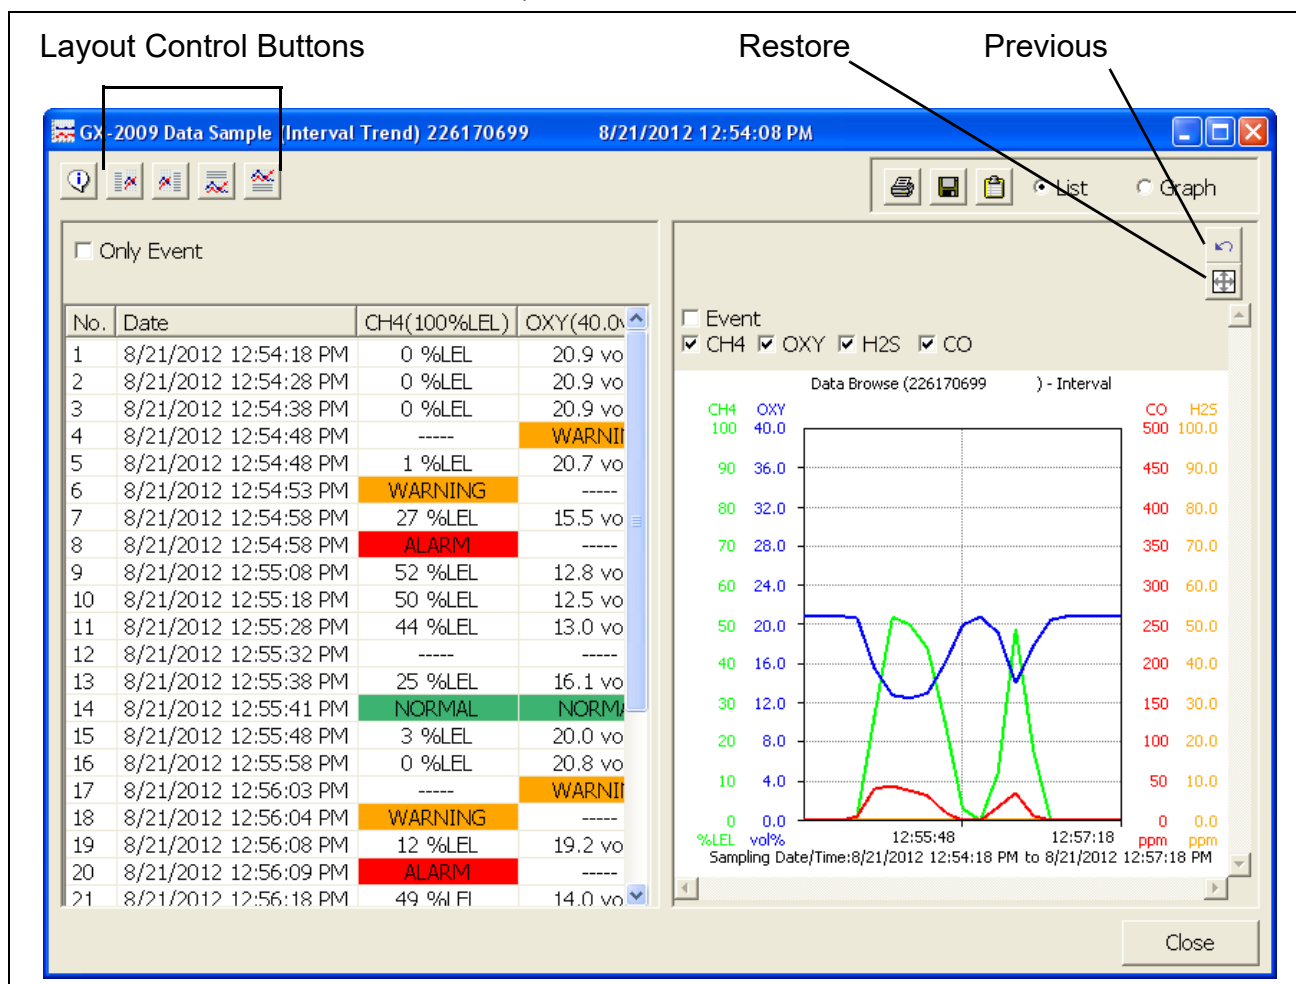 Layout Control Buttons Restore Previous
GX-2009 Data Sample (Interval Trend) 226170699 8/21/2012 12:54:08 PM
List Graph
Only Event
No. Date CH4(100%LEL) OXY(40.0v
1 8/21/2012 12:54:18 PM 0 %LEL 20.9 vo
2 8/21/2012 12:54:28 PM 0 %LEL 20.9 vo
3 8/21/2012 12:54:38 PM 0 %LEL 20.9 vo
4 8/21/2012 12:54:48 PM ----- WARNIN
5 8/21/2012 12:54:48 PM 1 %LEL 20.7 vo
6 8/21/2012 12:54:53 PM WARNING -----
7 8/21/2012 12:54:58 PM 27 %LEL 15.5 vo
8 8/21/2012 12:54:58 PM ALARM -----
9 8/21/2012 12:55:08 PM 52 %LEL 12.8 vo
10 8/21/2012 12:55:18 PM 50 %LEL 12.5 vo
11 8/21/2012 12:55:28 PM 44 %LEL 13.0 vo
12 8/21/2012 12:55:32 PM ----- -----
13 8/21/2012 12:55:38 PM 25 %LEL 16.1 vo
14 8/21/2012 12:55:41 PM NORMAL NORMA
15 8/21/2012 12:55:48 PM 3 %LEL 20.0 vo
16 8/21/2012 12:55:58 PM 0 %LEL 20.8 vo
17 8/21/2012 12:56:03 PM ----- WARNIN
18 8/21/2012 12:56:04 PM WARNING -----
19 8/21/2012 12:56:08 PM 12 %LEL 19.2 vo
20 8/21/2012 12:56:09 PM ALARM -----
21 8/21/2012 12:56:18 PM 49 %LEL 14.0 vo
Event
CH4 OXY H2S CO
Data Browse (226170699 ) - Interval
CH4 OXY CO H2S
100 40.0 500 100.0
90 36.0 450 90.0
80 32.0 400 80.0
70 28.0 350 70.0
60 24.0 300 60.0
50 20.0 250 50.0
40 16.0 200 40.0
30 12.0 150 30.0
20 8.0 100 20.0
10 4.0 50 10.0
0 0.0 0 0.0
%LEL vol% 12:55:48 12:57:18 ppm ppm
Sampling Date/Time:8/21/2012 12:54:18 PM to 8/21/2012 12:57:18 PM
Close